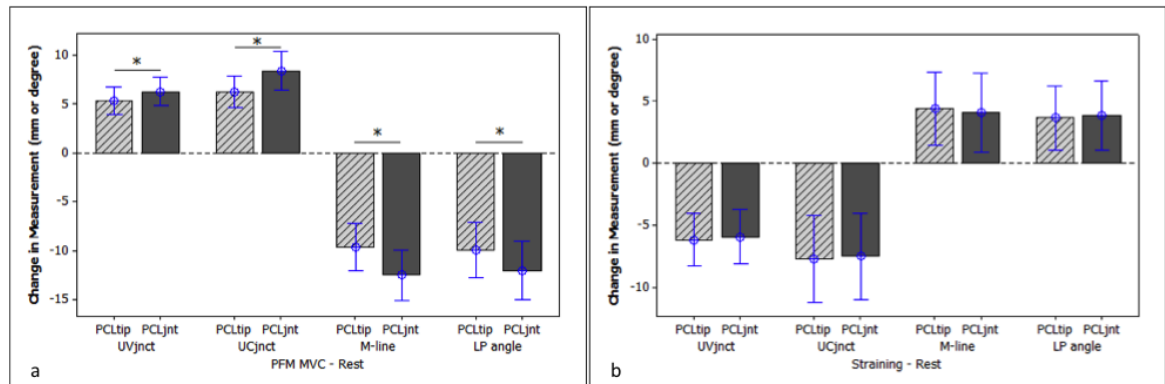 Change in Measurement (mm or degree)
10
5
0
-5
-10
-15
*
*
*
*
PCLtip PCLjnt PCLtip PCLjnt PCLtip PCLjnt PCLtip PCLjnt
UVjnct UCjnct M-line LP angle
PFM MVC - Rest
a
Change in Measurement (mm or degree)
10
5
0
-5
-10
PCLtip PCLjnt PCLtip PCLjnt PCLtip PCLjnt PCLtip PCLjnt
UVjnct UCjnct M-line LP angle
Straining - Rest
b